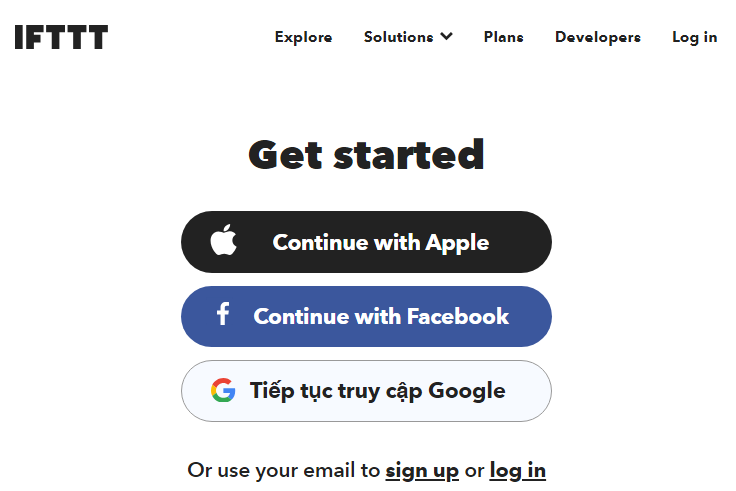 IFTTT Explore Solutions Plans Developers Log in
Get started
Continue with Apple
Continue with Facebook
Tiếp tục truy cập Google
Or use your email to sign up or log in